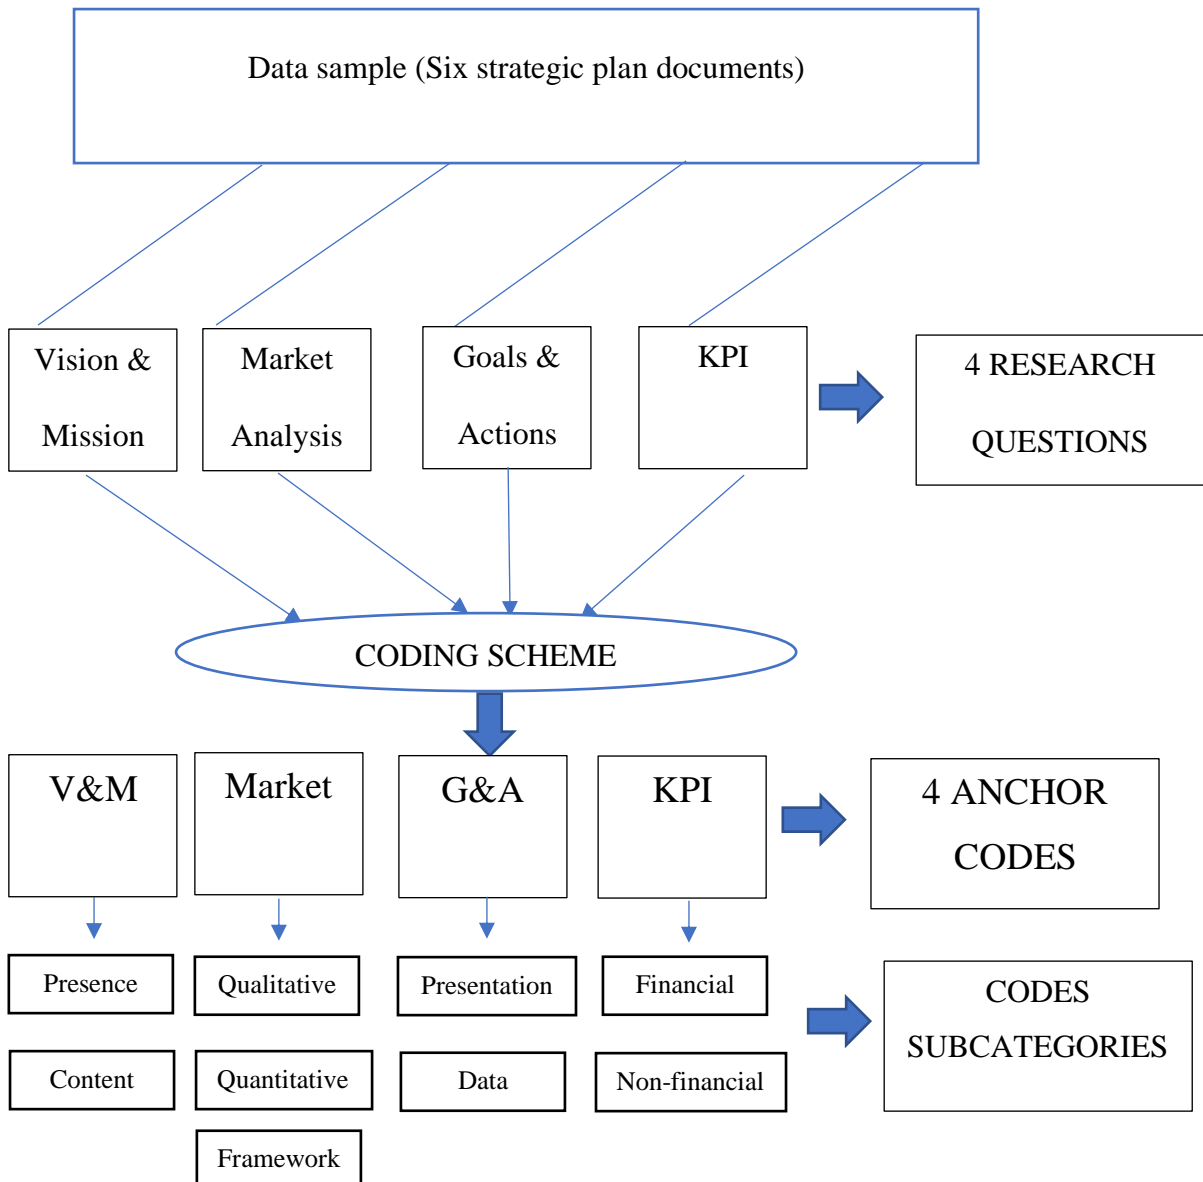 Data sample (Six strategic plan documents)
Vision &
Mission
Market
Analysis
Goals &
Actions
KPI
4 RESEARCH
QUESTIONS
CODING SCHEME
V&M
Market
G&A
KPI
4 ANCHOR
CODES
Presence
Qualitative
Presentation
Financial
CODES
SUBCATEGORIES
Content
Quantitative
Data
Non-financial
Framework